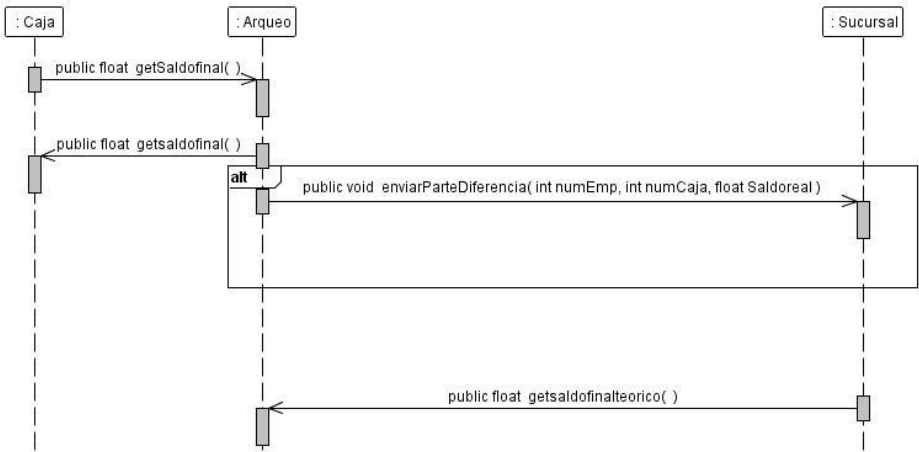 : Caja
: Arqueo
: Sucursal
public float getSaldofinal( )
public float getsaldofinal( )
alt
public void enviarParteDiferencia( int numEmp, int numCaja, float Saldoreal )
public float getsaldofinalteorico( )